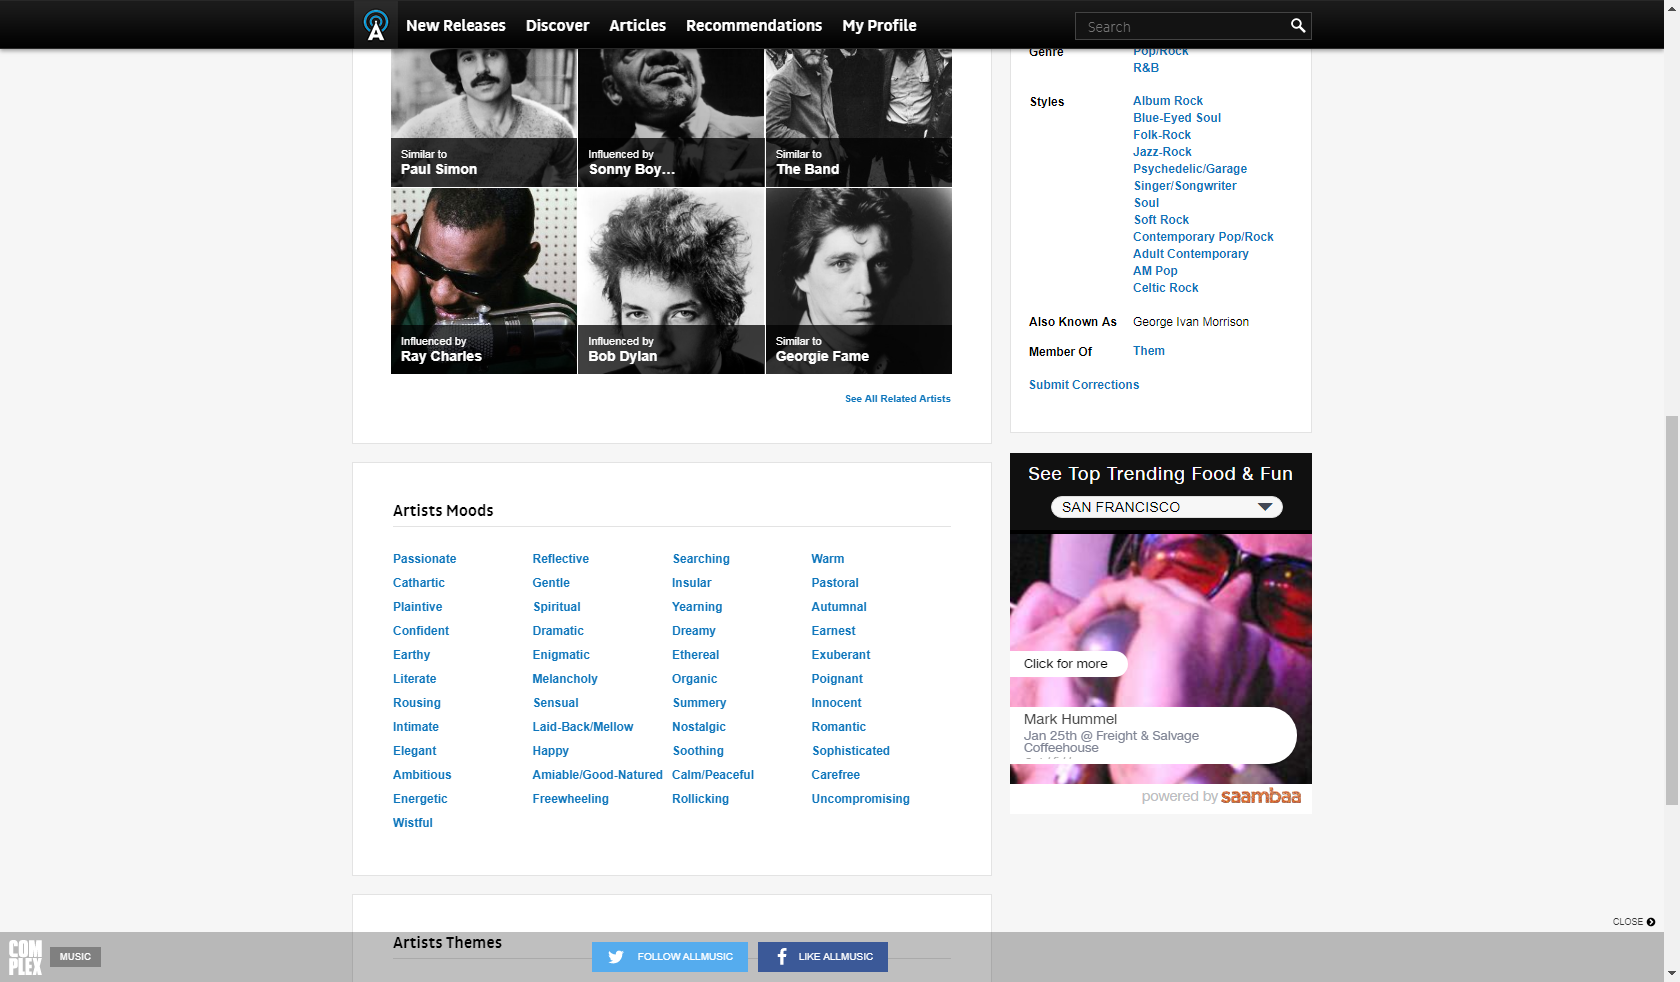 New Releases
Discover
Articles
Recommendations
My Profile
Search
Similar to
Paul Simon
Influenced by
Sonny Boy...
Similar to
The Band
Influenced by
Ray Charles
Influenced by
Bob Dylan
Similar to
Georgie Fame
See All Related Artists
Genre
Pop/Rock
R&B
Styles
Album Rock
Blue-Eyed Soul
Folk-Rock
Jazz-Rock
Psychedelic/Garage
Singer/Songwriter
Soul
Soft Rock
Contemporary Pop/Rock
Adult Contemporary
AM Pop
Celtic Rock
Also Known As George Ivan Morrison
Member Of Them
Submit Corrections
Artists Moods
Passionate Reflective Searching Warm
Cathartic Gentle Insular Pastoral
Plaintive Spiritual Yearning Autumnal
Confident Dramatic Dreamy Earnest
Earthy Enigmatic Ethereal Exuberant
Literate Melancholy Organic Poignant
Rousing Sensual Summery Innocent
Intimate Laid-Back/Mellow Nostalgic Romantic
Elegant Happy Soothing Sophisticated
Ambitious Amiable/Good-Natured Calm/Peaceful Carefree
Energetic Freewheeling Rollicking Uncompromising
Wistful
See Top Trending Food & Fun
SAN FRANCISCO
Click for more
Mark Hummel
Jan 25th @ Freight & Salvage
Coffeehouse
powered by saambaa
Artists Themes
CLOSE
COM
PLEX
MUSIC
FOLLOW ALLMUSIC
LIKE ALLMUSIC